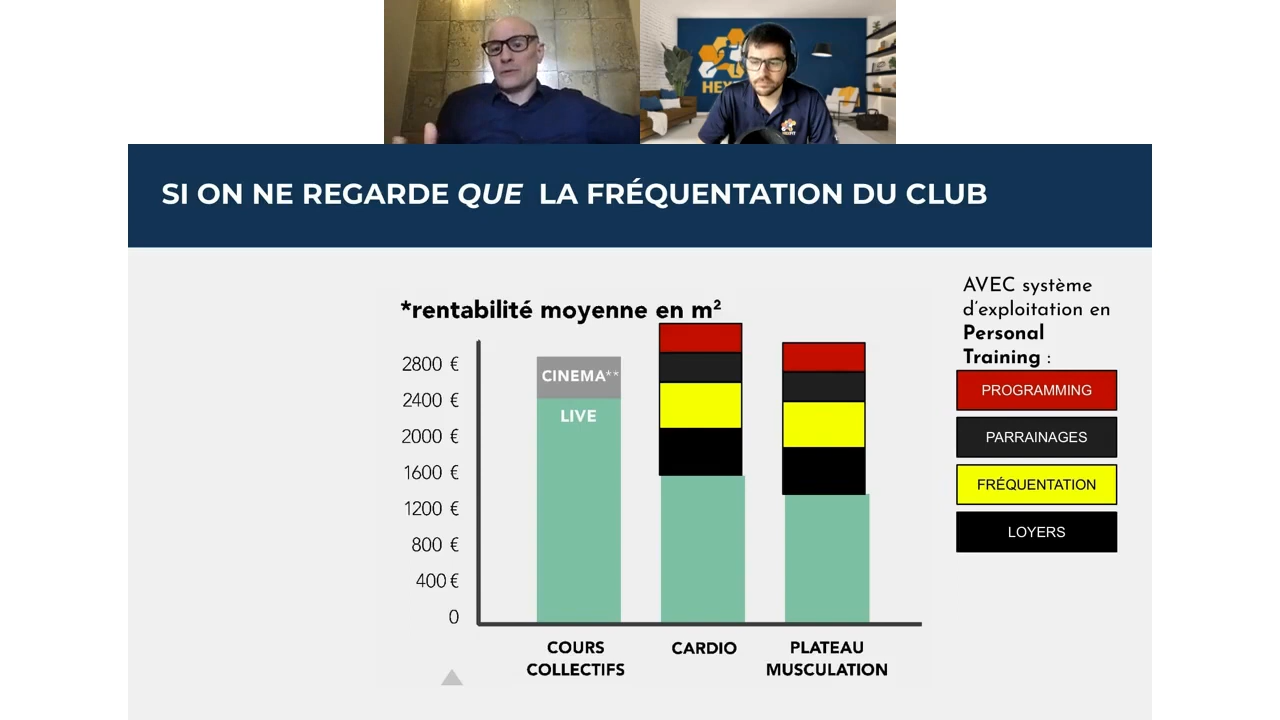 HEX
SI ON NE REGARDE QUE LA FRÉQUENTATION DU CLUB
*rentabilité moyenne en m²
2800 €
2400 €
2000 €
1600 €
1200 €
800 €
400 €
0
CINEMA**
LIVE
COURS
COLLECTIFS
CARDIO
PLATEAU
MUSCULATION
AVEC système
d'exploitation en
Personal
Training :
PROGRAMMING
PARRAINAGES
FRÉQUENTATION
LOYERS